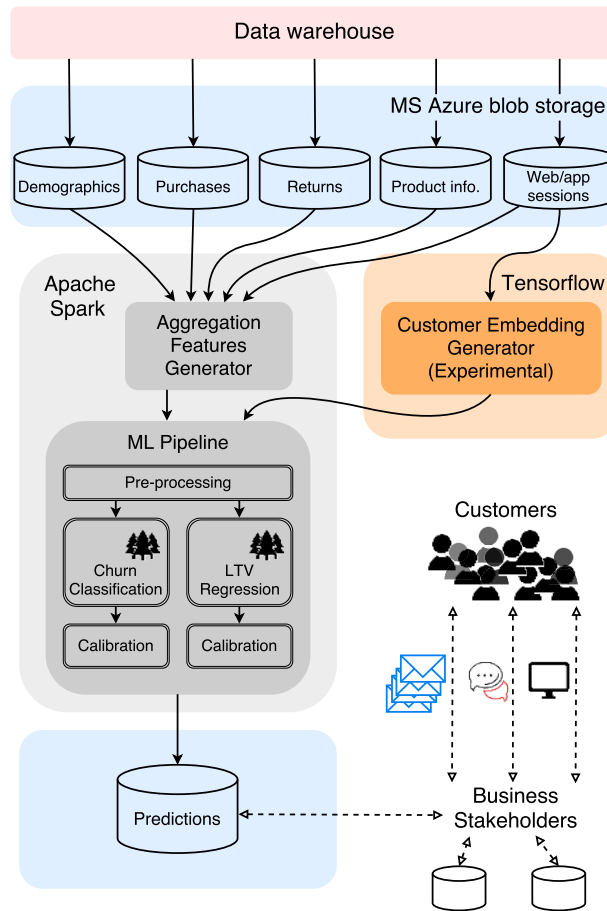 Data warehouse
MS Azure blob storage
Demographics
Purchases
Returns
Product info.
Web/app
sessions
Apache
Spark
Tensorflow
Aggregation
Features
Generator
Customer Embedding
Generator
(Experimental)
ML Pipeline
Pre-processing
Churn
Classification
LTV
Regression
Calibration
Calibration
Customers
Predictions
Business
Stakeholders